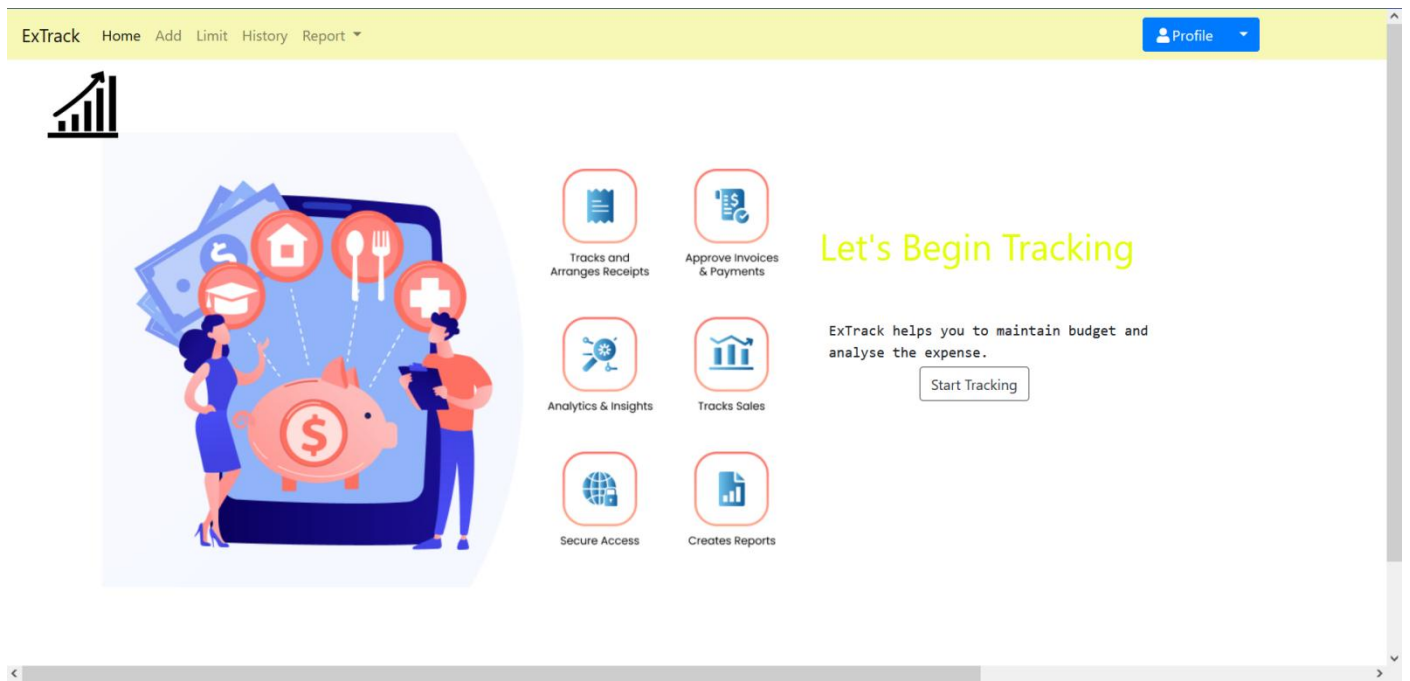 ExTrack Home Add Limit History Report Profile
Tracks and
Arranges Receipts
Approve Invoices
& Payments
Analytics & Insights
Tracks Sales
Secure Access
Creates Reports
Let's Begin Tracking
ExTrack helps you to maintain budget and
analyse the expense.
Start Tracking